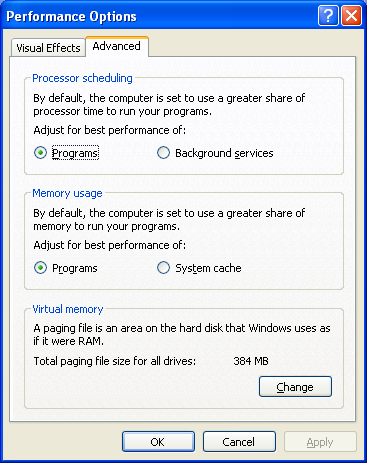 Performance Options
Visual Effects
Advanced
Processor scheduling
By default, the computer is set to use a greater share of
processor time to run your programs.
Adjust for best performance of:
Programs
Background services
Memory usage
By default, the computer is set to use a greater share of
memory to run your programs.
Adjust for best performance of:
Programs
System cache
Virtual memory
A paging file is an area on the hard disk that Windows uses as
if it were RAM.
Total paging file size for all drives:
384 MB
Change
OK
Cancel
Apply